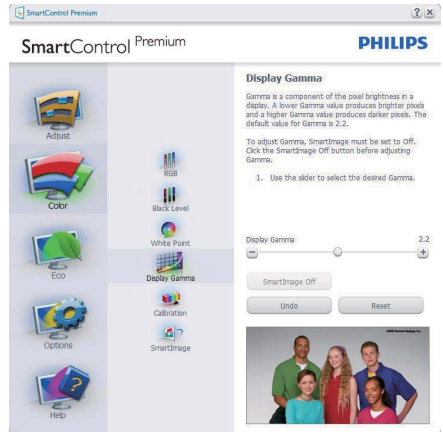 SmartControl Premium
SmartControl Premium
PHILIPS
Adjust
Color
Eco
Options
Help
RGB
Black Level
White Point
Display Gamma
Calibration
SmartImage
Display Gamma
Gamma is a component of the pixel brightness in a
display. A lower Gamma value produces brighter pixels
and a higher Gamma value produces darker pixels. The
default value for Gamma is 2.2.
To adjust Gamma, SmartImage must be set to Off.
Click the SmartImage Off button before adjusting
Gamma.
1. Use the slider to select the desired Gamma.
Display Gamma 2.2
SmartImage Off
Undo Reset